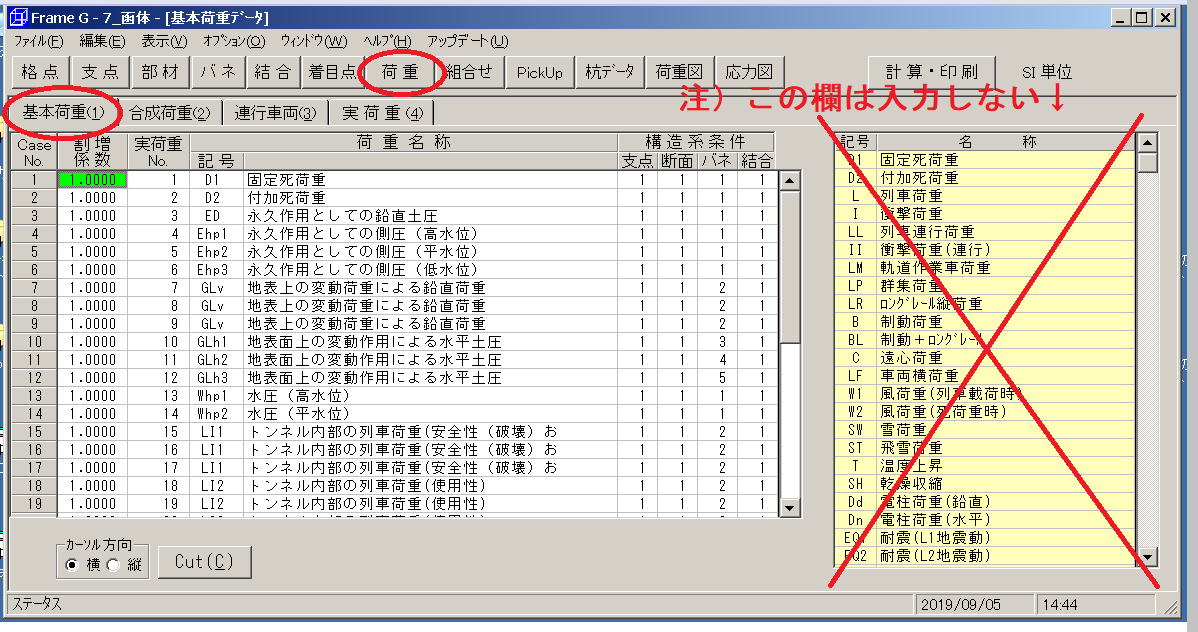 Frame G - 7_函体 - [基本荷重データ]
ファイル(F) 編集(E) 表示(V) オプション(O) ウィンドウ(W) ヘルプ(H) アップデート(U)
格 点 支 点 部 材 バ ネ 結 合 着目点 荷 重 組合せ PickUp 杭データ 荷重図 応力図 計 算 ・ 印 刷 SI 単位
基本荷重(1) 合成荷重(2) 連行車両(3) 実 荷 重 (4)
注）この欄は入力しない↓
Case No. 割 増 係 数 実荷重 No. 荷 重 名 称 構 造 系 条 件
記 号 支点 断面 バネ 結合
1 1.0000 1 D1 固定死荷重 1 1 1 1
2 1.0000 2 D2 付加死荷重 1 1 1 1
3 1.0000 3 ED 永久作用としての鉛直土圧 1 1 1 1
4 1.0000 4 Ehp1 永久作用としての側圧（高水位） 1 1 1 1
5 1.0000 5 Ehp2 永久作用としての側圧（平水位） 1 1 1 1
6 1.0000 6 Ehp3 永久作用としての側圧（低水位） 1 1 1 1
7 1.0000 7 GLv 地表上の変動荷重による鉛直荷重 1 1 2 1
8 1.0000 8 GLv 地表上の変動荷重による鉛直荷重 1 1 2 1
9 1.0000 9 GLv 地表上の変動荷重による鉛直荷重 1 1 2 1
10 1.0000 10 GLh1 地表面上の変動作用による水平土圧 1 1 3 1
11 1.0000 11 GLh2 地表面上の変動作用による水平土圧 1 1 4 1
12 1.0000 12 GLh3 地表面上の変動作用による水平土圧 1 1 5 1
13 1.0000 13 Whp1 水圧（高水位） 1 1 1 1
14 1.0000 14 Whp2 水圧（平水位） 1 1 1 1
15 1.0000 15 LI1 トンネル内部の列車荷重(安全性（破壊）お 1 1 2 1
16 1.0000 16 LI1 トンネル内部の列車荷重(安全性（破壊）お 1 1 2 1
17 1.0000 17 LI1 トンネル内部の列車荷重(安全性（破壊）お 1 1 2 1
18 1.0000 18 LI2 トンネル内部の列車荷重(使用性) 1 1 2 1
19 1.0000 19 LI2 トンネル内部の列車荷重(使用性) 1 1 2 1
記号 名 称
D1 固定死荷重
D2 付加死荷重
L 列車荷重
I 衝撃荷重
LL 列車連行荷重
II 衝撃荷重(連行)
LM 軌道作業車荷重
LP 群集荷重
LR ロングレール縦荷重
B 制動荷重
BL 制動＋ロングレール
C 遠心荷重
LF 車両横荷重
W1 風荷重(列車載荷時)
W2 風荷重(死荷重時)
SW 雪荷重
ST 飛雪荷重
T 温度上昇
SH 乾燥収縮
Dd 電柱荷重(鉛直)
Dn 電柱荷重(水平)
EQ1 耐震(L1地震動)
EQ2 耐震(L2地震動)
カーソル方向
横 縦
Cut(C)
ステータス 2019/09/05 14:44